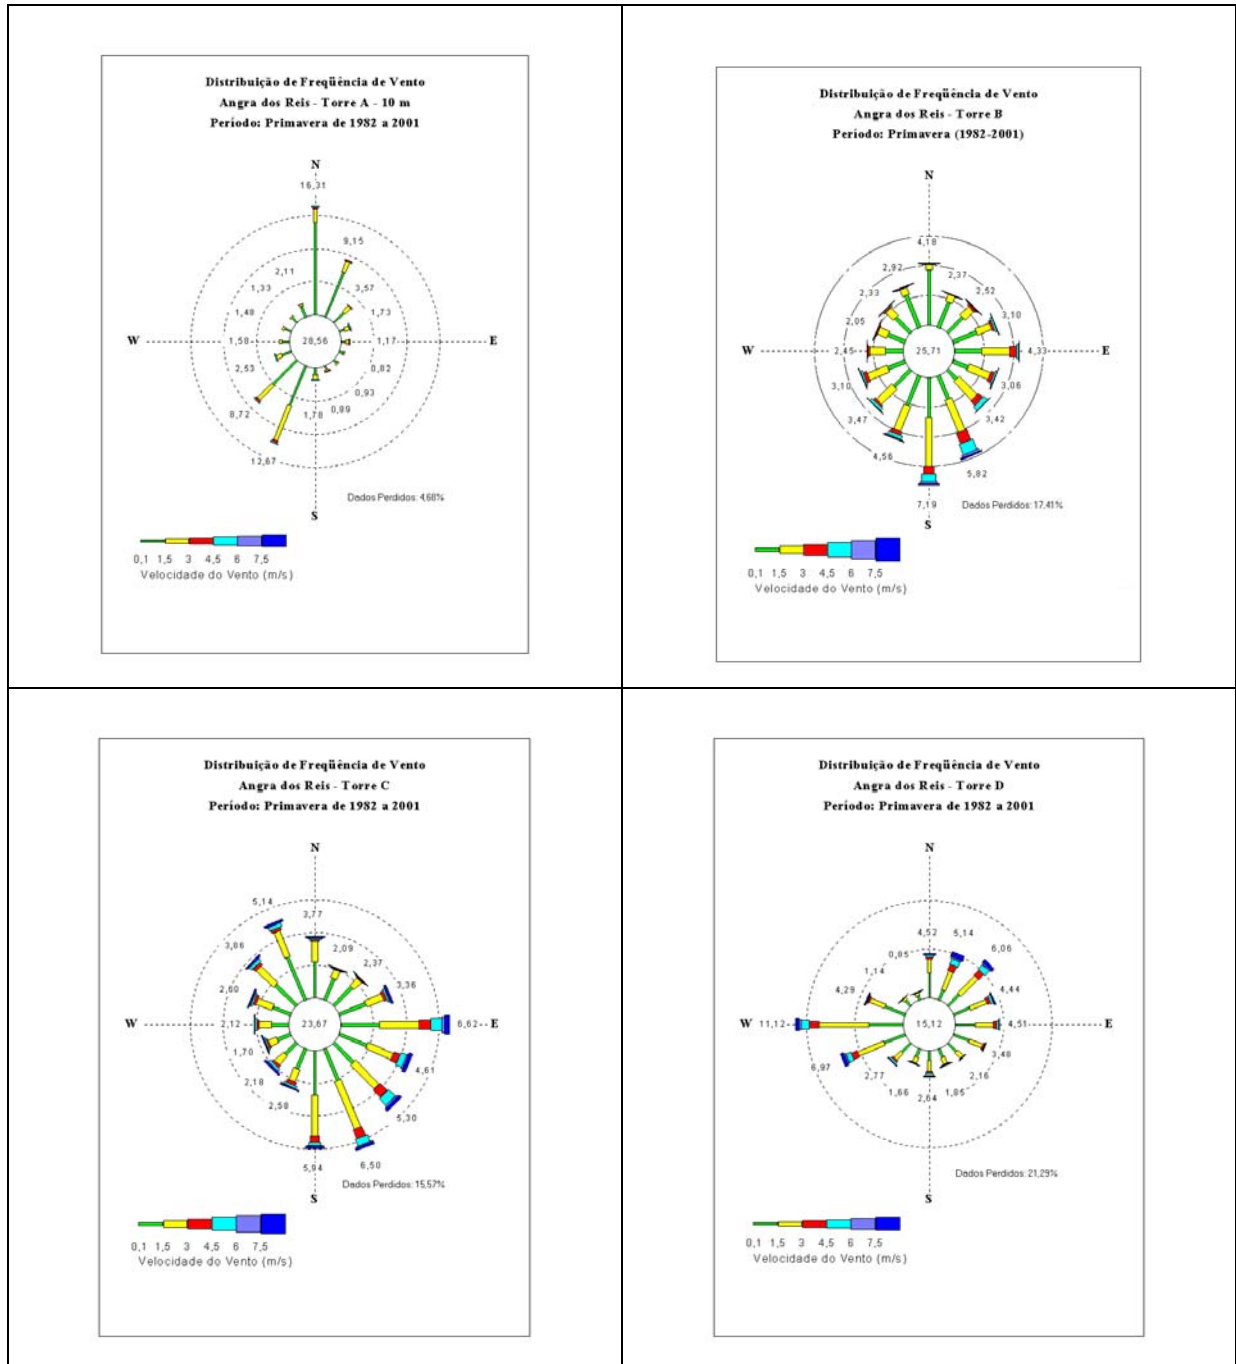 Distribuição de Freqüência de Vento
Angra dos Reis - Torre A - 10 m
Período: Primavera de 1982 a 2001
N
16,31
9,15
2,11
3,57
1,33
1,48
1,73
W
1,58
28,56
1,17
E
2,53
0,82
8,72
0,93
1,78
0,89
12,67
Dados Perdidos: 4,68%
S
0,1 1,5 3 4,5 6 7,5
Velocidade do Vento (m/s)
Distribuição de Freqüência de Vento
Angra dos Reis - Torre B
Período: Primavera (1982-2001)
N
4,18
2,92
2,37
2,33
2,52
2,05
3,10
W
2,45
25,71
4,33
E
3,10
3,06
3,47
3,42
4,56
5,82
7,19
Dados Perdidos: 17,41%
S
0,1 1,5 3 4,5 6 7,5
Velocidade do Vento (m/s)
Distribuição de Freqüência de Vento
Angra dos Reis - Torre C
Período: Primavera de 1982 a 2001
N
5,14
3,77
3,86
2,09
2,37
2,60
3,36
W
2,12
23,67
6,62
E
1,70
4,61
2,18
2,58
5,30
5,94
6,50
Dados Perdidos: 15,57%
S
0,1 1,5 3 4,5 6 7,5
Velocidade do Vento (m/s)
Distribuição de Freqüência de Vento
Angra dos Reis - Torre D
Período: Primavera de 1982 a 2001
N
4,52
5,14
0,85
6,06
1,14
4,29
4,44
W
11,12
15,12
4,51
E
6,97
3,48
2,77
2,16
1,66
2,64
1,85
Dados Perdidos: 21,29%
S
0,1 1,5 3 4,5 6 7,5
Velocidade do Vento (m/s)